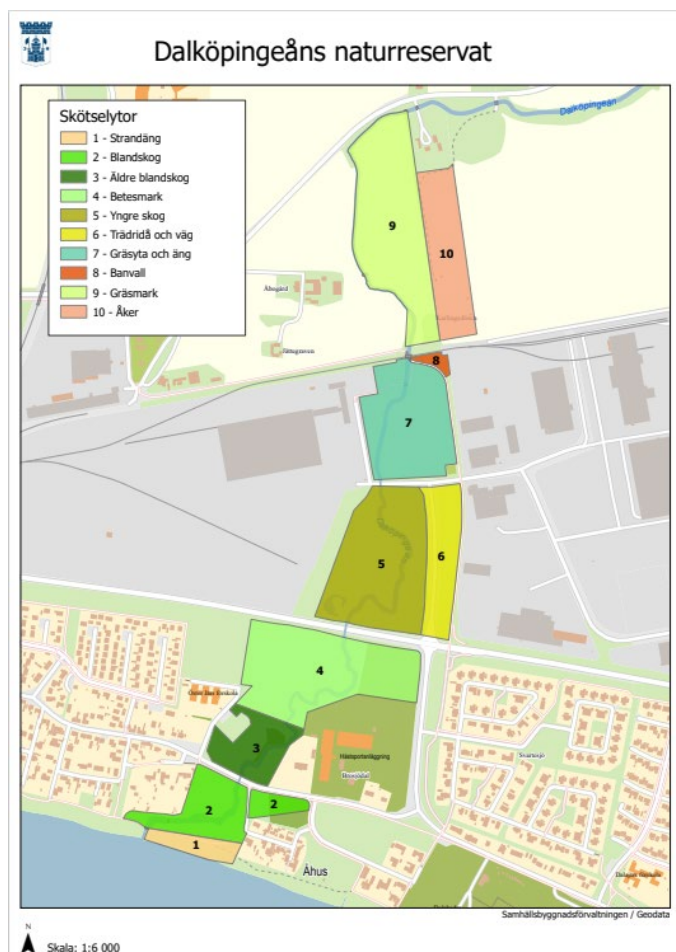 Dalköpingeåns naturreservat
Skötselytor
1 - Strandäng
2 - Blandskog
3 - Äldre blandskog
4 - Betesmark
5 - Yngre skog
6 - Trädridå och väg
7 - Gräsyta och äng
8 - Banvall
9 - Gräsmark
10 - Åker
Dalköpingeån
9
10
8
7
5
6
4
3
2
2
1
Hästsportanläggning
Svartasjö
Åhus
Samhällsbyggnadsförvaltningen / Geodata
N
Skala: 1:6 000